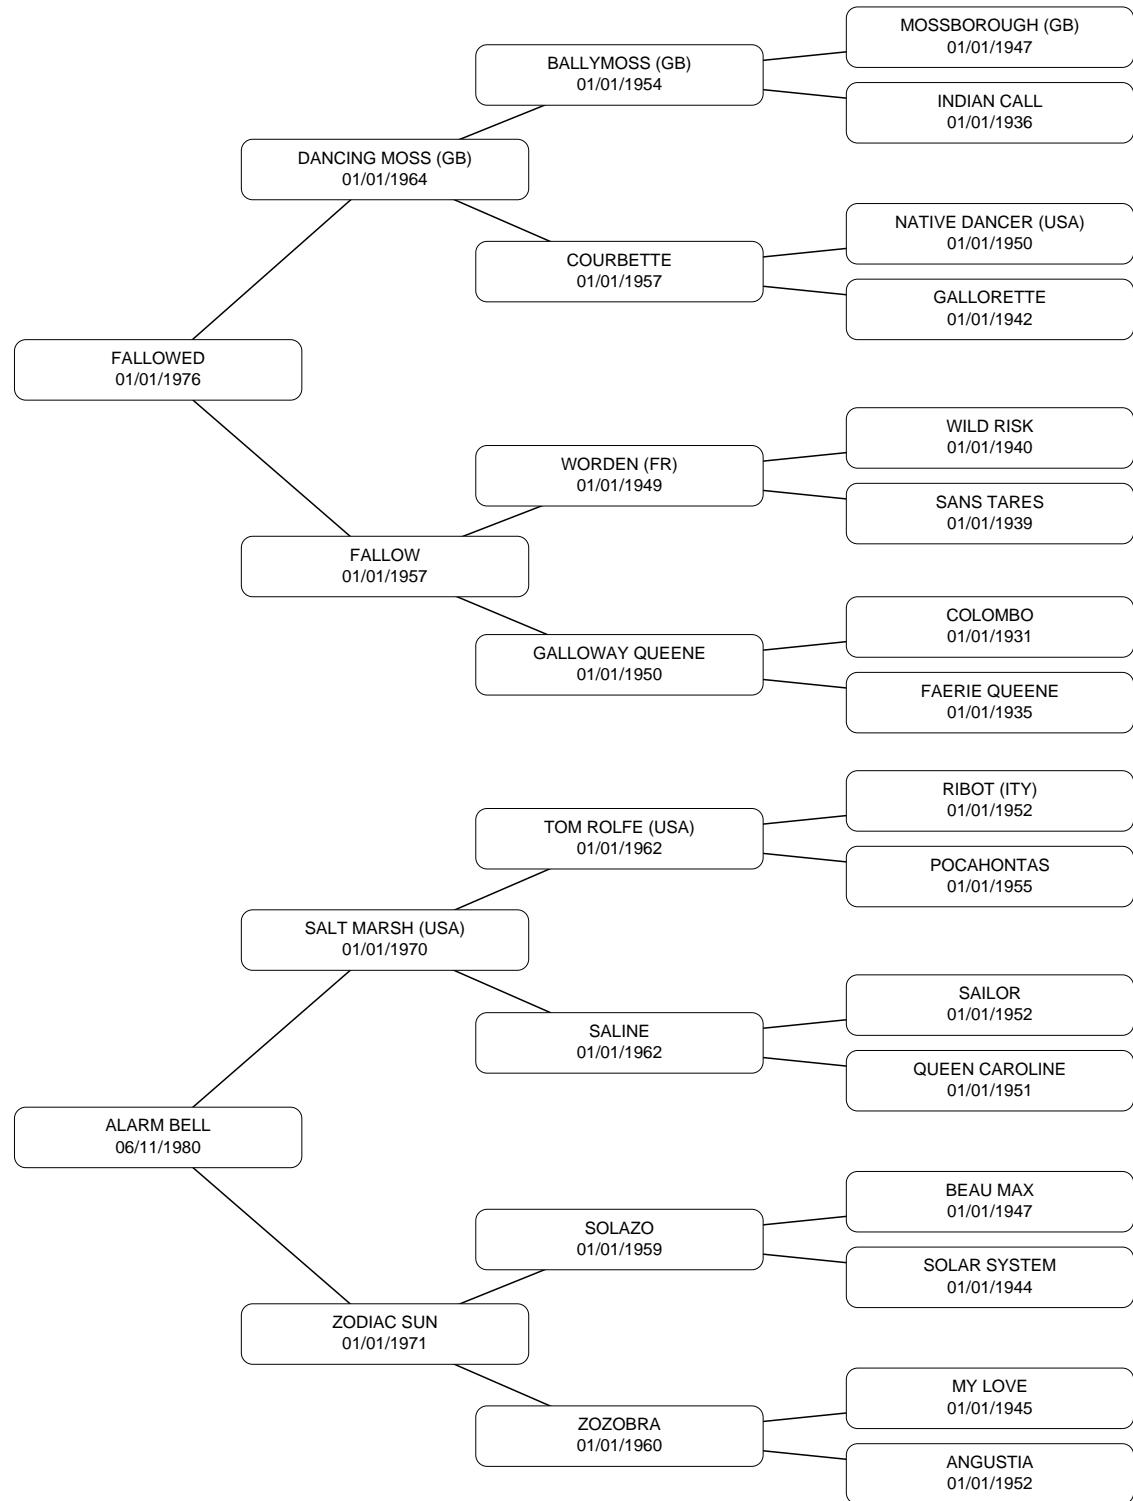 MOSSBOROUGH (GB)
01/01/1947
BALLYMOSS (GB)
01/01/1954
INDIAN CALL
01/01/1936
DANCING MOSS (GB)
01/01/1964
NATIVE DANCER (USA)
01/01/1950
COURBETTE
01/01/1957
GALLORETTE
01/01/1942
FALLOWED
01/01/1976
WILD RISK
01/01/1940
WORDEN (FR)
01/01/1949
SANS TARES
01/01/1939
FALLOW
01/01/1957
COLOMBO
01/01/1931
GALLOWAY QUEENE
01/01/1950
FAERIE QUEENE
01/01/1935
RIBOT (ITY)
01/01/1952
TOM ROLFE (USA)
01/01/1962
POCAHONTAS
01/01/1955
SALT MARSH (USA)
01/01/1970
SAILOR
01/01/1952
SALINE
01/01/1962
QUEEN CAROLINE
01/01/1951
ALARM BELL
06/11/1980
BEAU MAX
01/01/1947
SOLAZO
01/01/1959
SOLAR SYSTEM
01/01/1944
ZODIAC SUN
01/01/1971
MY LOVE
01/01/1945
ZOZOBRA
01/01/1960
ANGUSTIA
01/01/1952